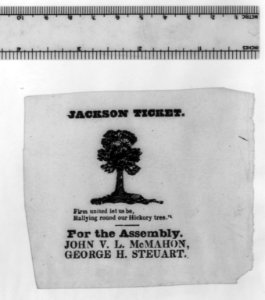 JACKSON TICKET.
Firm united let us be,
Rallying round our Hickory tree."
For the Assembly.
JOHN V. L. McMAHON,
GEORGE H. STEUART.